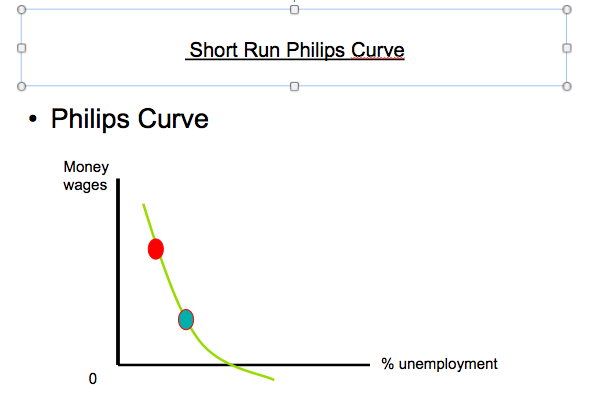 Short Run Philips Curve
• Philips Curve
Money
wages
% unemployment
0